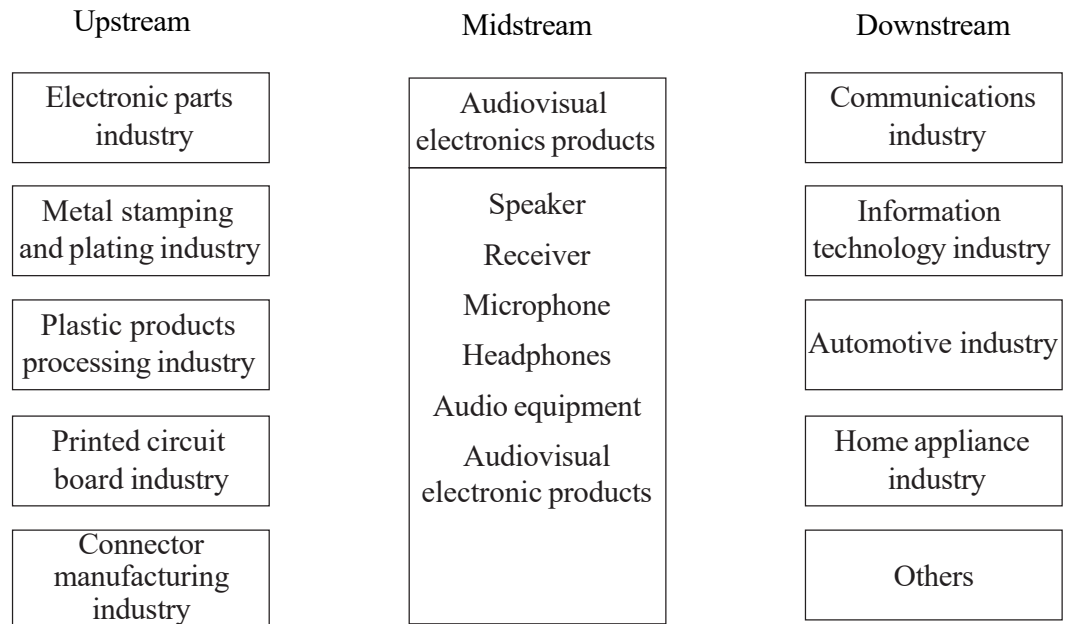 Upstream
Electronic parts
industry
Metal stamping
and plating industry
Plastic products
processing industry
Printed circuit
board industry
Connector
manufacturing
industry
Midstream
Audiovisual
electronics products
Speaker
Receiver
Microphone
Headphones
Audio equipment
Audiovisual
electronic products
Downstream
Communications
industry
Information
technology industry
Automotive industry
Home appliance
industry
Others